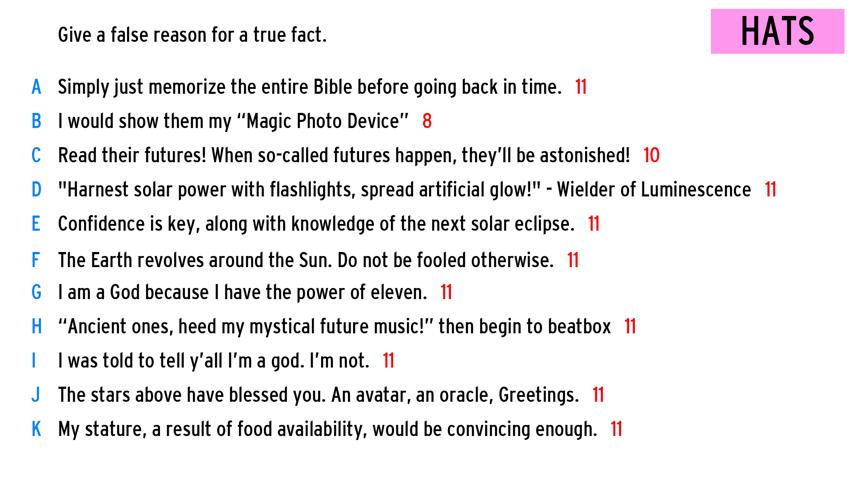 Give a false reason for a true fact.
HATS
A Simply just memorize the entire Bible before going back in time. 11
B I would show them my “Magic Photo Device” 8
C Read their futures! When so-called futures happen, they’ll be astonished! 10
D "Harnest solar power with flashlights, spread artificial glow!" - Wielder of Luminescence 11
E Confidence is key, along with knowledge of the next solar eclipse. 11
F The Earth revolves around the Sun. Do not be fooled otherwise. 11
G I am a God because I have the power of eleven. 11
H “Ancient ones, heed my mystical future music!” then begin to beatbox 11
I I was told to tell y’all I’m a god. I’m not. 11
J The stars above have blessed you. An avatar, an oracle, Greetings. 11
K My stature, a result of food availability, would be convincing enough. 11